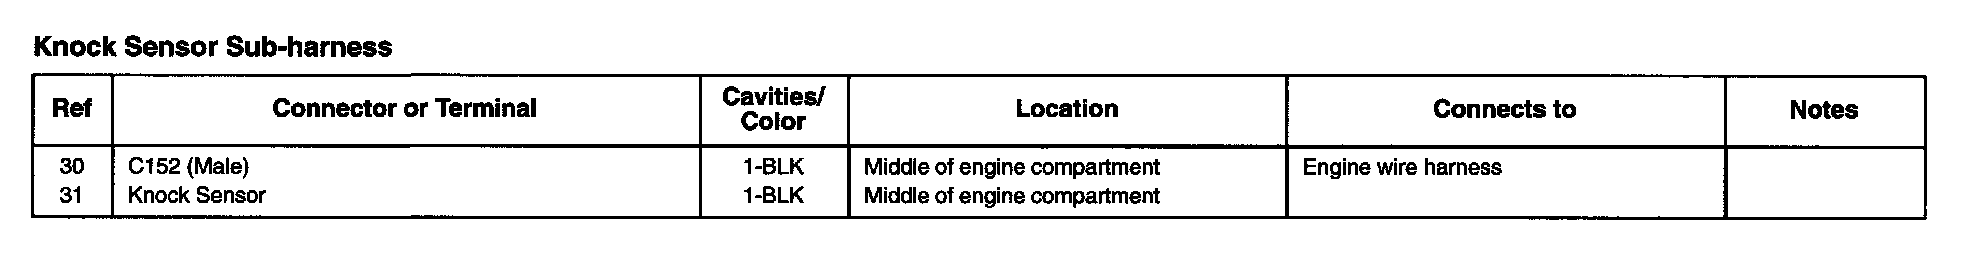 Knock Sensor Sub-harness
Ref Connector or Terminal Cavities/ Color Location Connects to Notes
30 C152 (Male) 1-BLK Middle of engine compartment Engine wire harness
31 Knock Sensor 1-BLK Middle of engine compartment